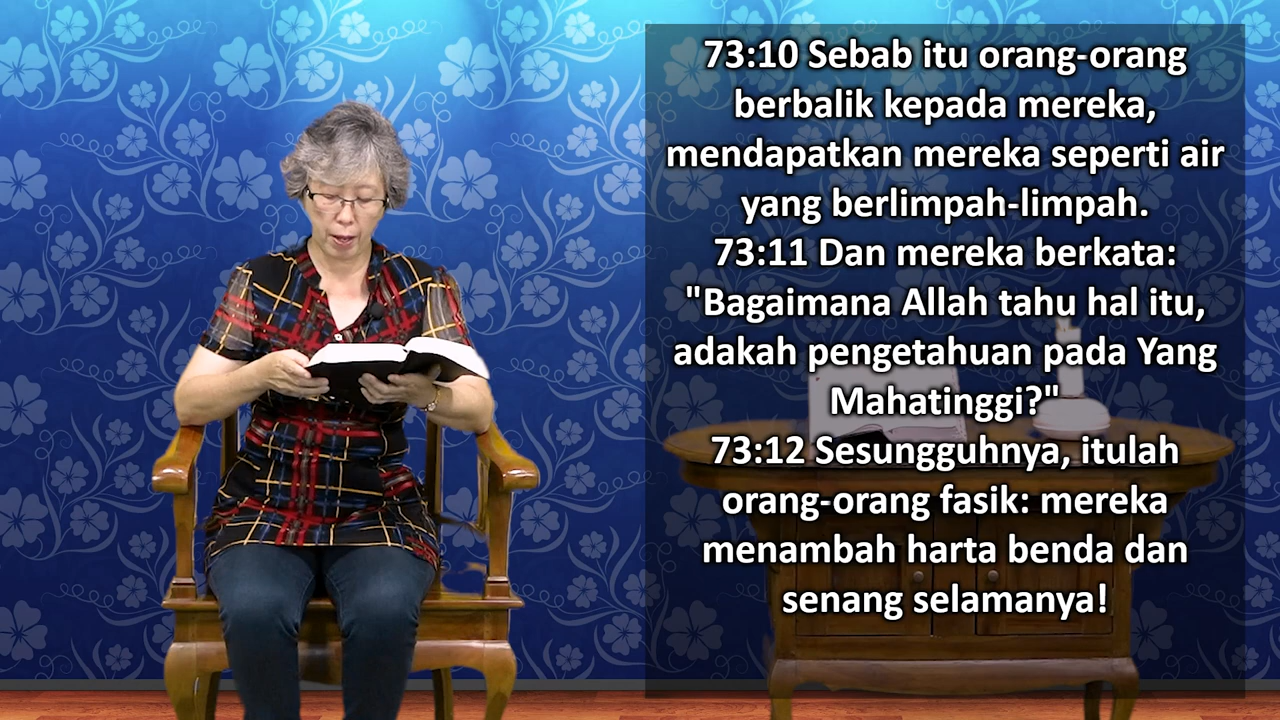 73:10 Sebab itu orang-orang
berbalik kepada mereka,
mendapatkan mereka seperti air
yang berlimpah-limpah.
73:11 Dan mereka berkata:
"Bagaimana Allah tahu hal itu,
adakah pengetahuan pada Yang
Mahatinggi?"
73:12 Sesungguhnya, itulah
orang-orang fasik: mereka
menambah harta benda dan
senang selamanya!